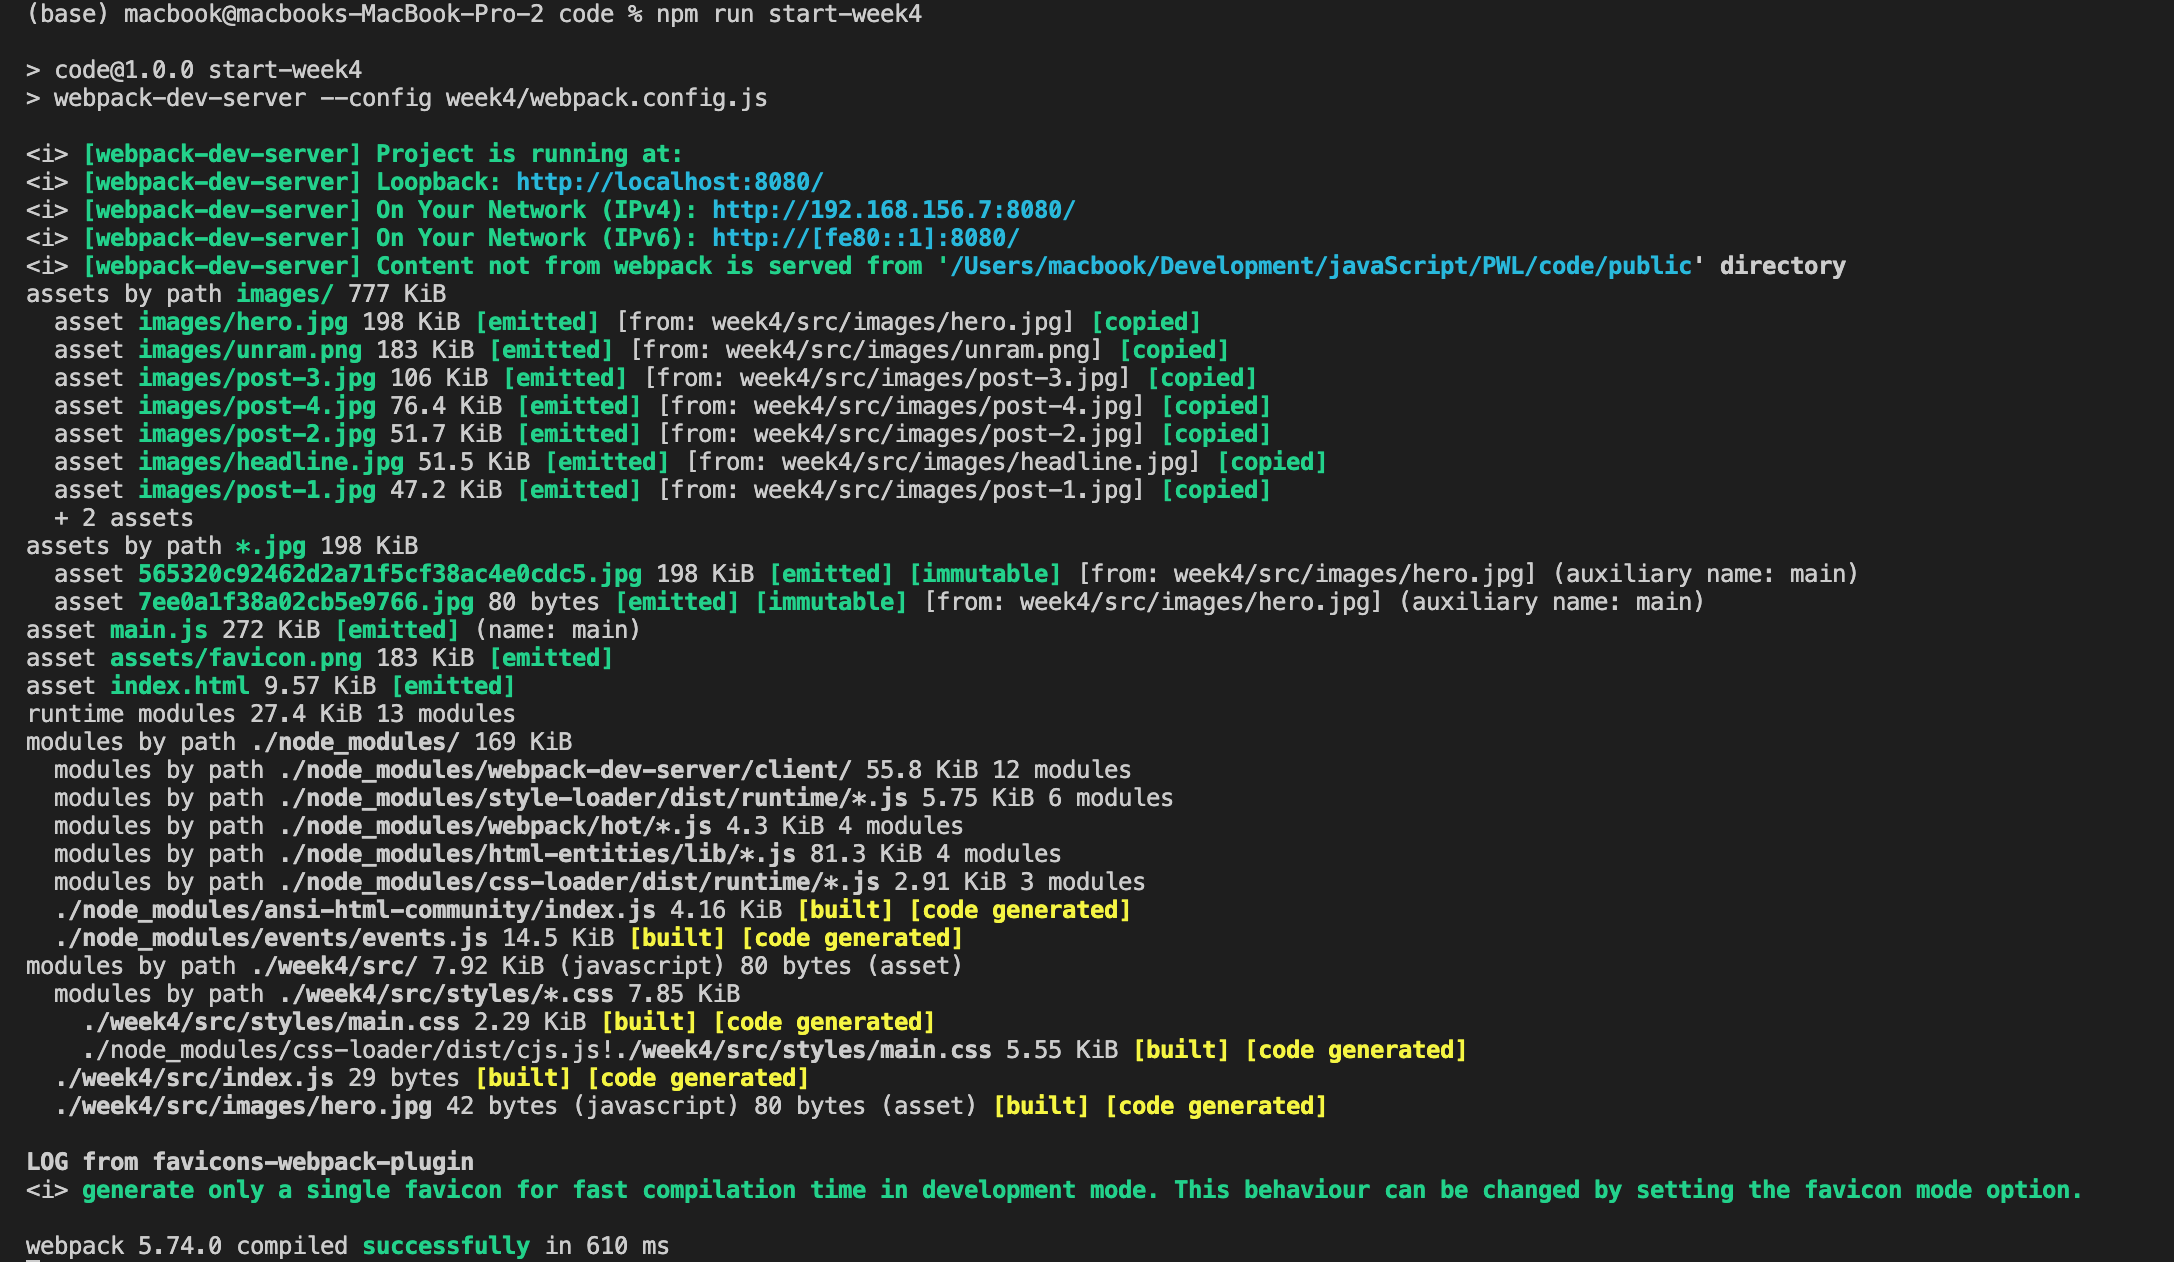 (base) macbook@macbooks-MacBook-Pro-2 code % npm run start-week4
> code@1.0.0 start-week4
> webpack-dev-server --config week4/webpack.config.js
<i> [webpack-dev-server] Project is running at:
<i> [webpack-dev-server] Loopback: http://localhost:8080/
<i> [webpack-dev-server] On Your Network (IPv4): http://192.168.156.7:8080/
<i> [webpack-dev-server] On Your Network (IPv6): http://[fe80::1]:8080/
<i> [webpack-dev-server] Content not from webpack is served from '/Users/macbook/Development/javaScript/PWL/code/public' directory
assets by path images/ 777 KiB
  asset images/hero.jpg 198 KiB [emitted] [from: week4/src/images/hero.jpg] [copied]
  asset images/unram.png 183 KiB [emitted] [from: week4/src/images/unram.png] [copied]
  asset images/post-3.jpg 106 KiB [emitted] [from: week4/src/images/post-3.jpg] [copied]
  asset images/post-4.jpg 76.4 KiB [emitted] [from: week4/src/images/post-4.jpg] [copied]
  asset images/post-2.jpg 51.7 KiB [emitted] [from: week4/src/images/post-2.jpg] [copied]
  asset images/headline.jpg 51.5 KiB [emitted] [from: week4/src/images/headline.jpg] [copied]
  asset images/post-1.jpg 47.2 KiB [emitted] [from: week4/src/images/post-1.jpg] [copied]
  + 2 assets
assets by path *.jpg 198 KiB
  asset 565320c92462d2a71f5cf38ac4e0cdc5.jpg 198 KiB [emitted] [immutable] [from: week4/src/images/hero.jpg] (auxiliary name: main)
  asset 7ee0a1f38a02cb5e9766.jpg 80 bytes [emitted] [immutable] [from: week4/src/images/hero.jpg] (auxiliary name: main)
asset main.js 272 KiB [emitted] (name: main)
asset assets/favicon.png 183 KiB [emitted]
asset index.html 9.57 KiB [emitted]
runtime modules 27.4 KiB 13 modules
modules by path ./node_modules/ 169 KiB
  modules by path ./node_modules/webpack-dev-server/client/ 55.8 KiB 12 modules
  modules by path ./node_modules/style-loader/dist/runtime/*.js 5.75 KiB 6 modules
  modules by path ./node_modules/webpack/hot/*.js 4.3 KiB 4 modules
  modules by path ./node_modules/html-entities/lib/*.js 81.3 KiB 4 modules
  modules by path ./node_modules/css-loader/dist/runtime/*.js 2.91 KiB 3 modules
  ./node_modules/ansi-html-community/index.js 4.16 KiB [built] [code generated]
  ./node_modules/events/events.js 14.5 KiB [built] [code generated]
modules by path ./week4/src/ 7.92 KiB (javascript) 80 bytes (asset)
  modules by path ./week4/src/styles/*.css 7.85 KiB
    ./week4/src/styles/main.css 2.29 KiB [built] [code generated]
    ./node_modules/css-loader/dist/cjs.js!./week4/src/styles/main.css 5.55 KiB [built] [code generated]
  ./week4/src/index.js 29 bytes [built] [code generated]
  ./week4/src/images/hero.jpg 42 bytes (javascript) 80 bytes (asset) [built] [code generated]
LOG from favicons-webpack-plugin
<i> generate only a single favicon for fast compilation time in development mode. This behaviour can be changed by setting the favicon mode option.
webpack 5.74.0 compiled successfully in 610 ms